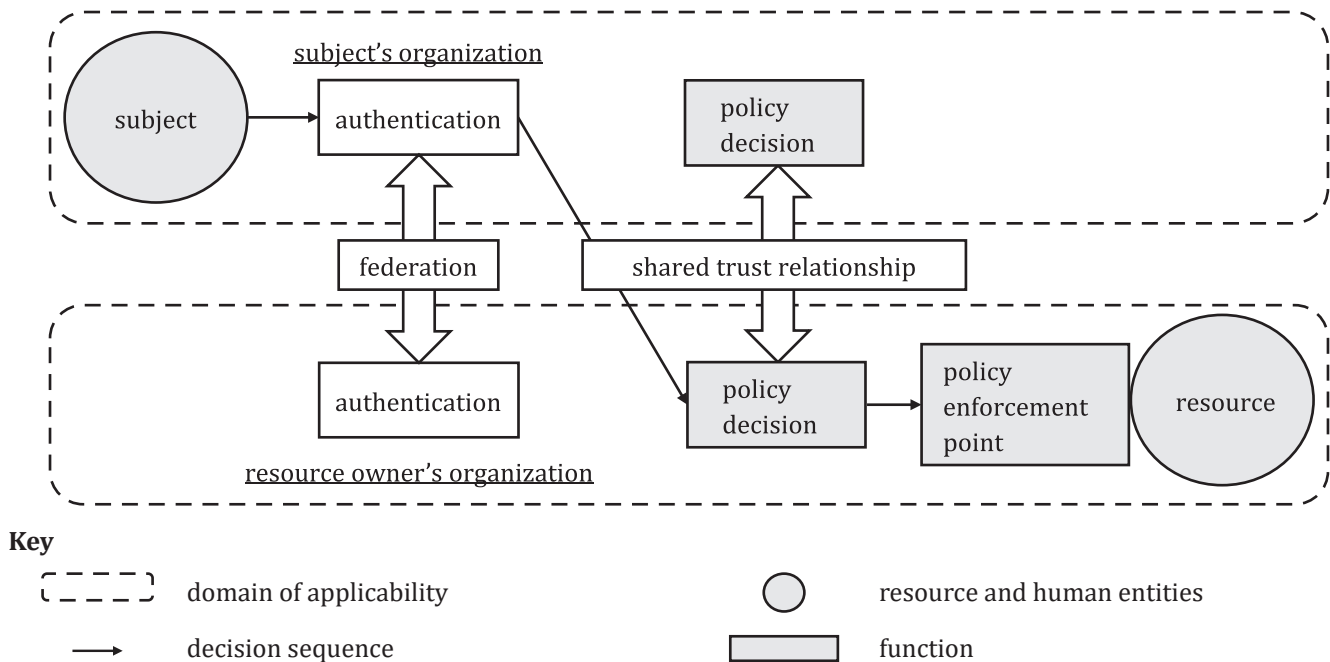 subject's organization
subject
authentication
policy
decision
federation
shared trust relationship
authentication
policy
decision
policy
enforcement
point
resource
resource owner's organization
Key
domain of applicability
resource and human entities
decision sequence
function